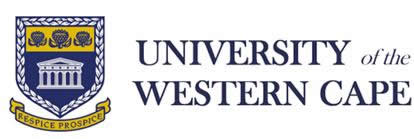 UNIVERSITY of the
WESTERN CAPE
RESPICE PROSPICE